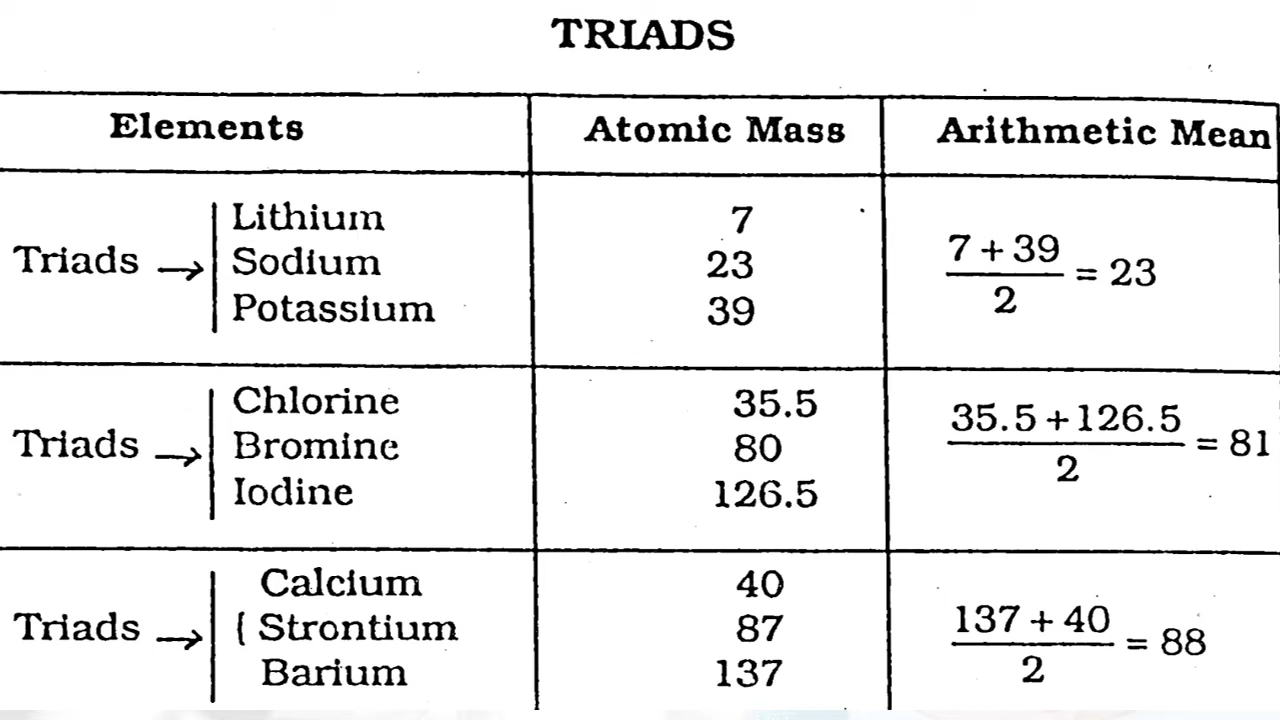 TRIADS
Elements Atomic Mass Arithmetic Mean
Lithium 7
Triads → Sodium 23 7 + 39 / 2 = 23
Potassium 39
Chlorine 35.5
Triads → Bromine 80 35.5 + 126.5 / 2 = 81
Iodine 126.5
Calcium 40
Triads → ( Strontium 87 137 + 40 / 2 = 88
Barium 137